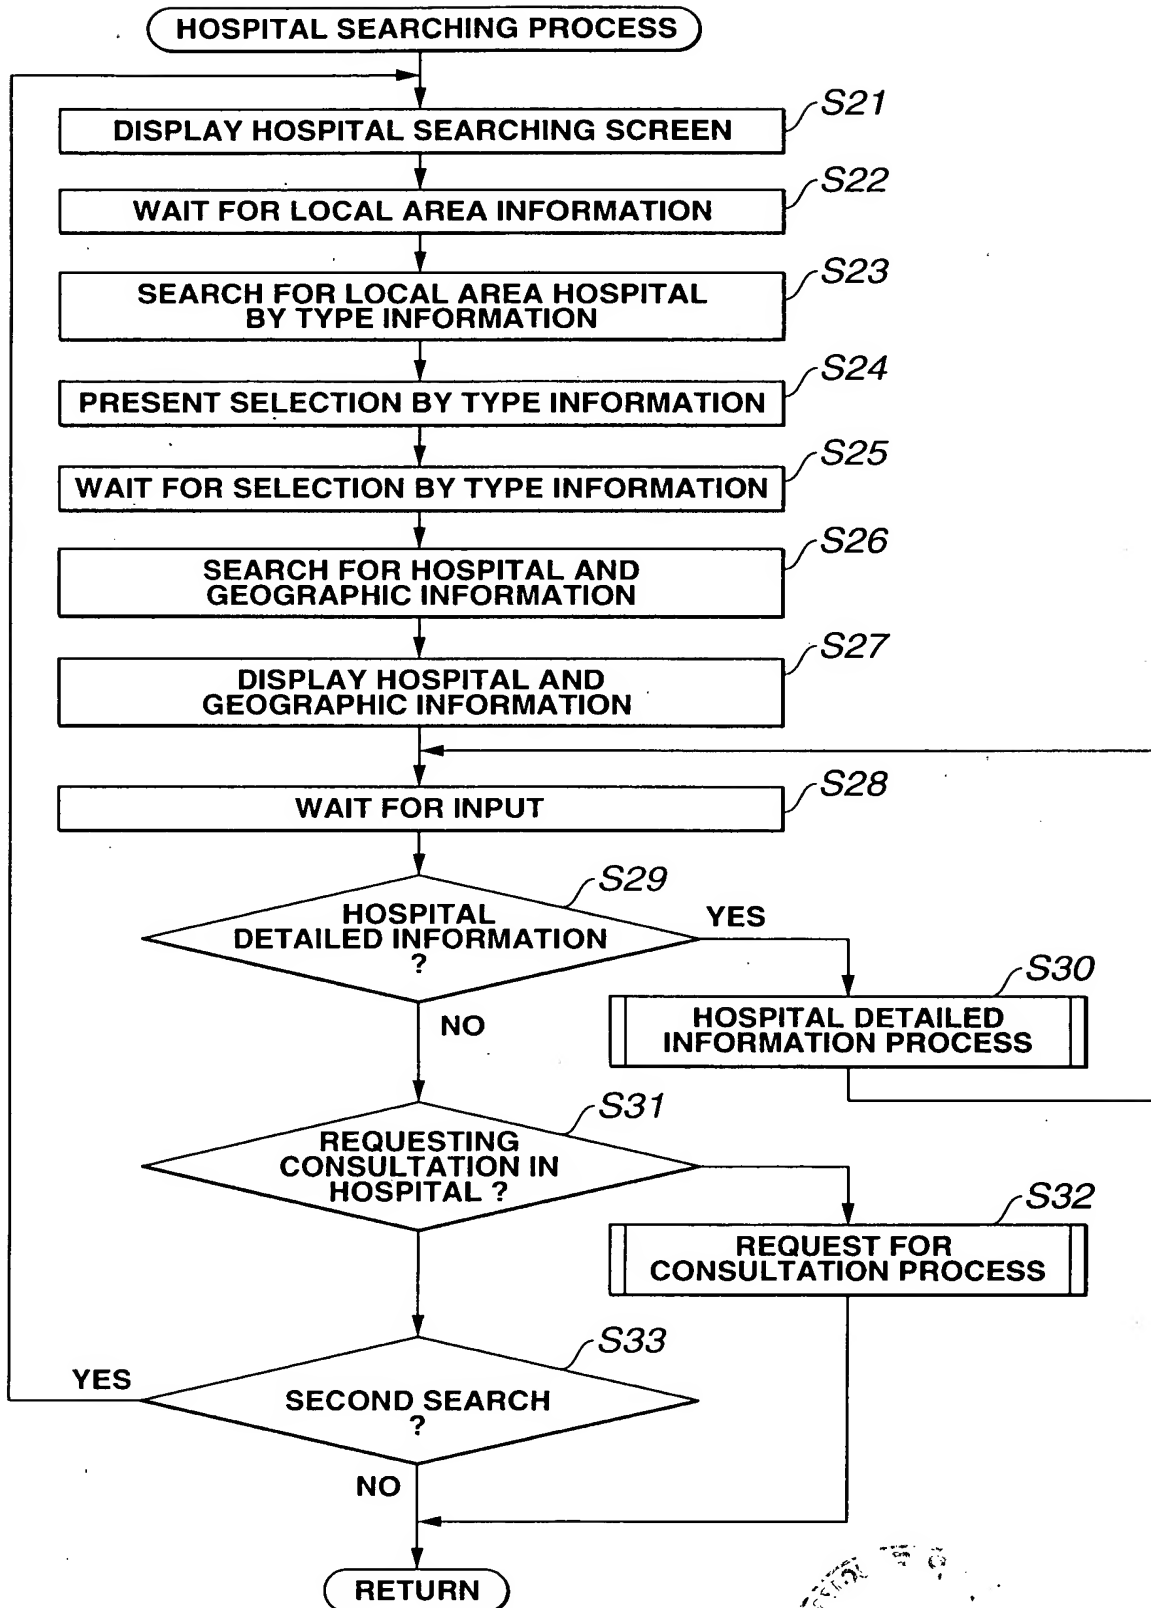 HOSPITAL SEARCHING PROCESS
S21
DISPLAY HOSPITAL SEARCHING SCREEN
S22
WAIT FOR LOCAL AREA INFORMATION
S23
SEARCH FOR LOCAL AREA HOSPITAL
BY TYPE INFORMATION
S24
PRESENT SELECTION BY TYPE INFORMATION
S25
WAIT FOR SELECTION BY TYPE INFORMATION
S26
SEARCH FOR HOSPITAL AND
GEOGRAPHIC INFORMATION
S27
DISPLAY HOSPITAL AND
GEOGRAPHIC INFORMATION
S28
WAIT FOR INPUT
S29
HOSPITAL
DETAILED INFORMATION
?
YES
NO
S30
HOSPITAL DETAILED
INFORMATION PROCESS
S31
REQUESTING
CONSULTATION IN
HOSPITAL ?
S32
REQUEST FOR
CONSULTATION PROCESS
S33
SECOND SEARCH
?
YES
NO
RETURN